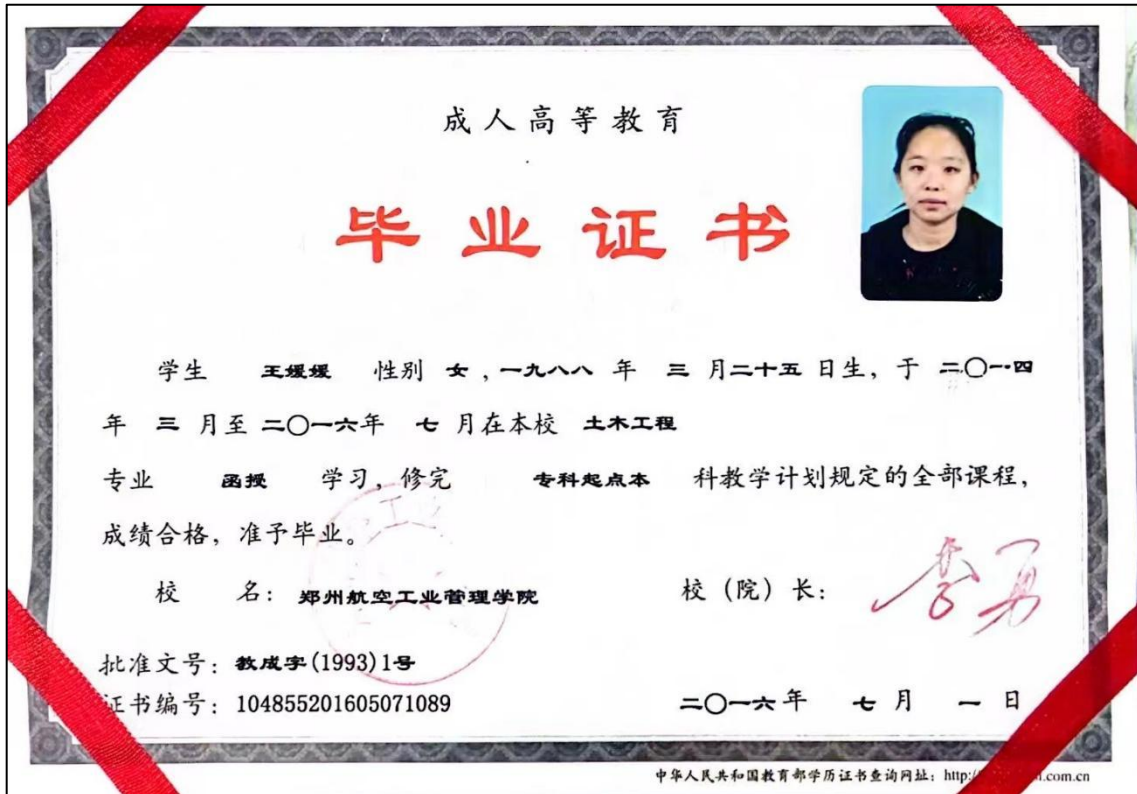 成人高等教育
毕业证书
学生 王媛媛 性别 女,一九八八 年 三 月二十五 日生,于 二〇一四
年 三 月至 二〇一六年 七 月在本校 土木工程
专业 函授 学习,修完 专科起点本 科教学计划规定的全部课程,
成绩合格,准予毕业。
校 名:郑州航空工业管理学院
校(院)长:李勇
批准文号:教成字(1993)1号
证书编号:104855201605071089
二〇一六年 七 月 一 日
中华人民共和国教育部学历证书查询网址:http:/ .com.cn